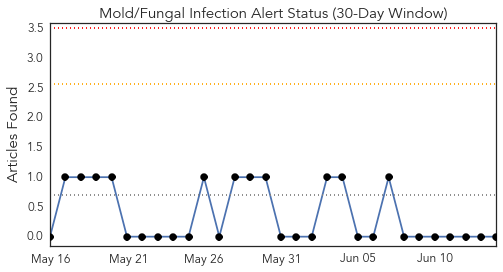 Mold/Fungal Infection Alert Status (30-Day Window)
3.5
3.0
2.5
2.0
1.5
1.0
0.5
0.0
Articles Found
May 16
May 21
May 26
May 31
Jun 05
Jun 10